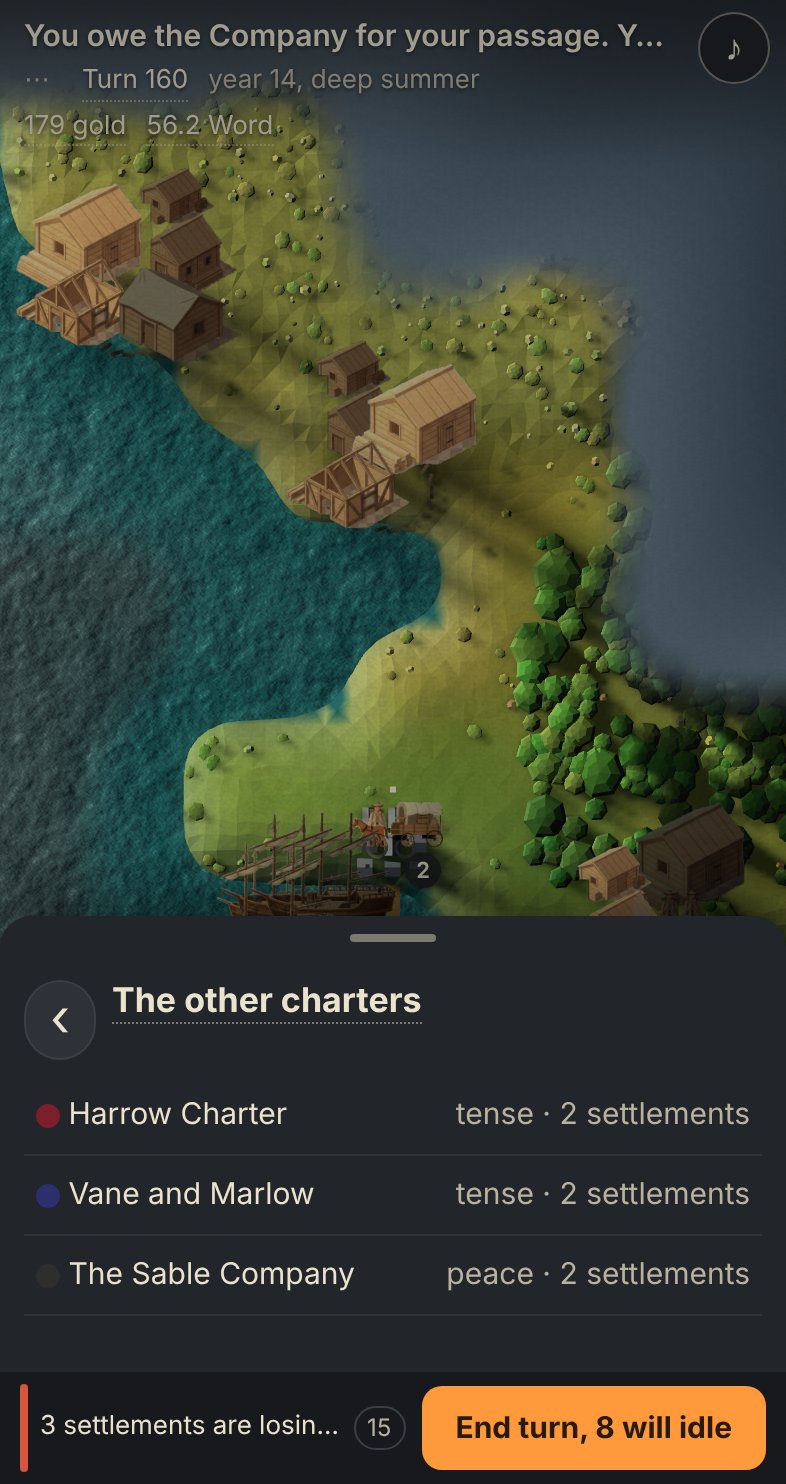 You owe the Company for your passage. Y...
... Turn 160 year 14, deep summer
179 gold 56.2 Word
2
The other charters
Harrow Charter tense · 2 settlements
Vane and Marlow tense · 2 settlements
The Sable Company peace · 2 settlements
3 settlements are losin... 15 End turn, 8 will idle